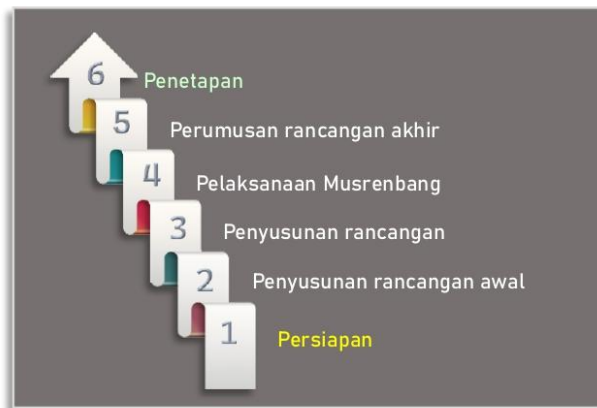 6 Penetapan
5 Perumusan rancangan akhir
4 Pelaksanaan Musrenbang
3 Penyusunan rancangan
2 Penyusunan rancangan awal
1 Persiapan